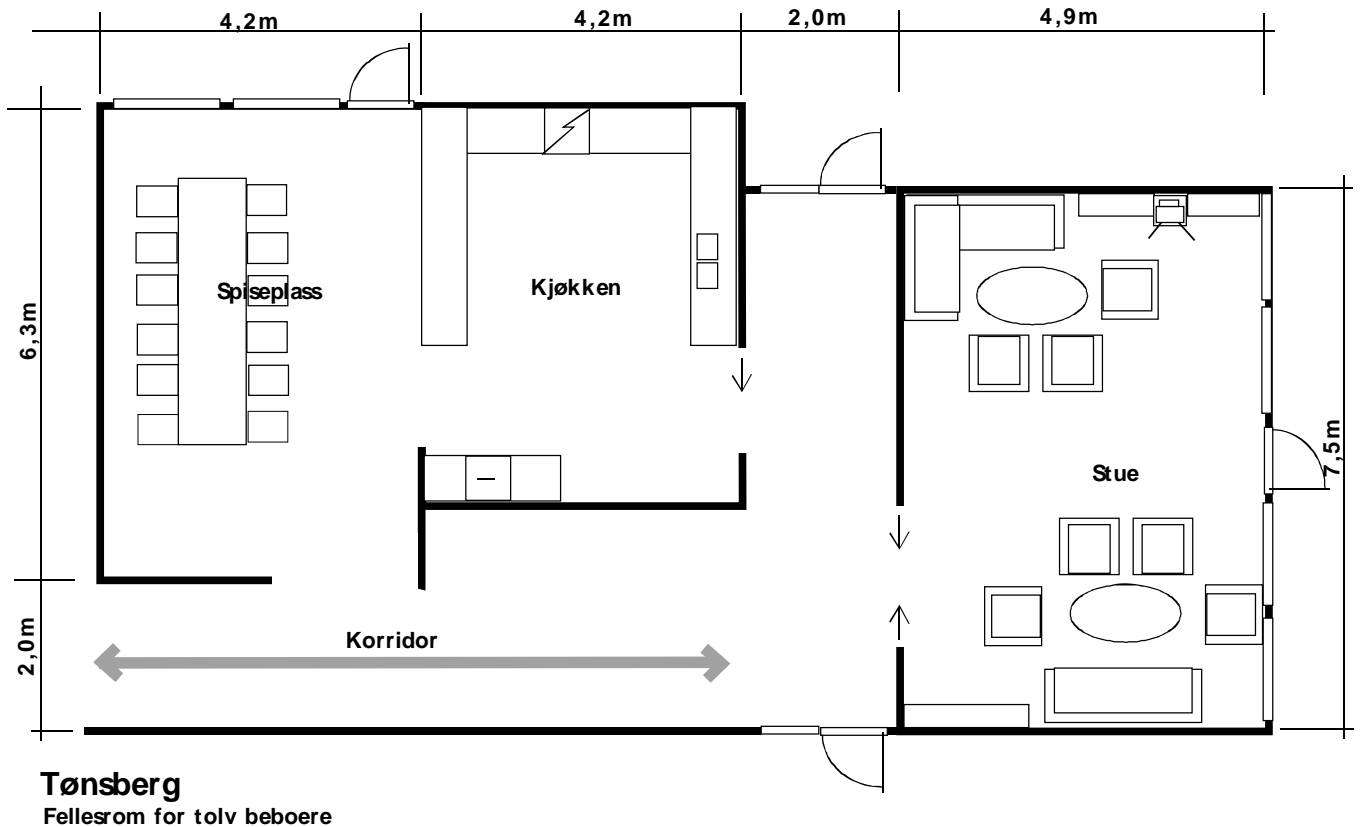 4,2m 4,2m 2,0m 4,9m
Spiseplass Kjøkken
6,3m
7,5m
Stue
2,0m
Korridor
Tønsberg
Fellesrom for tolv beboere